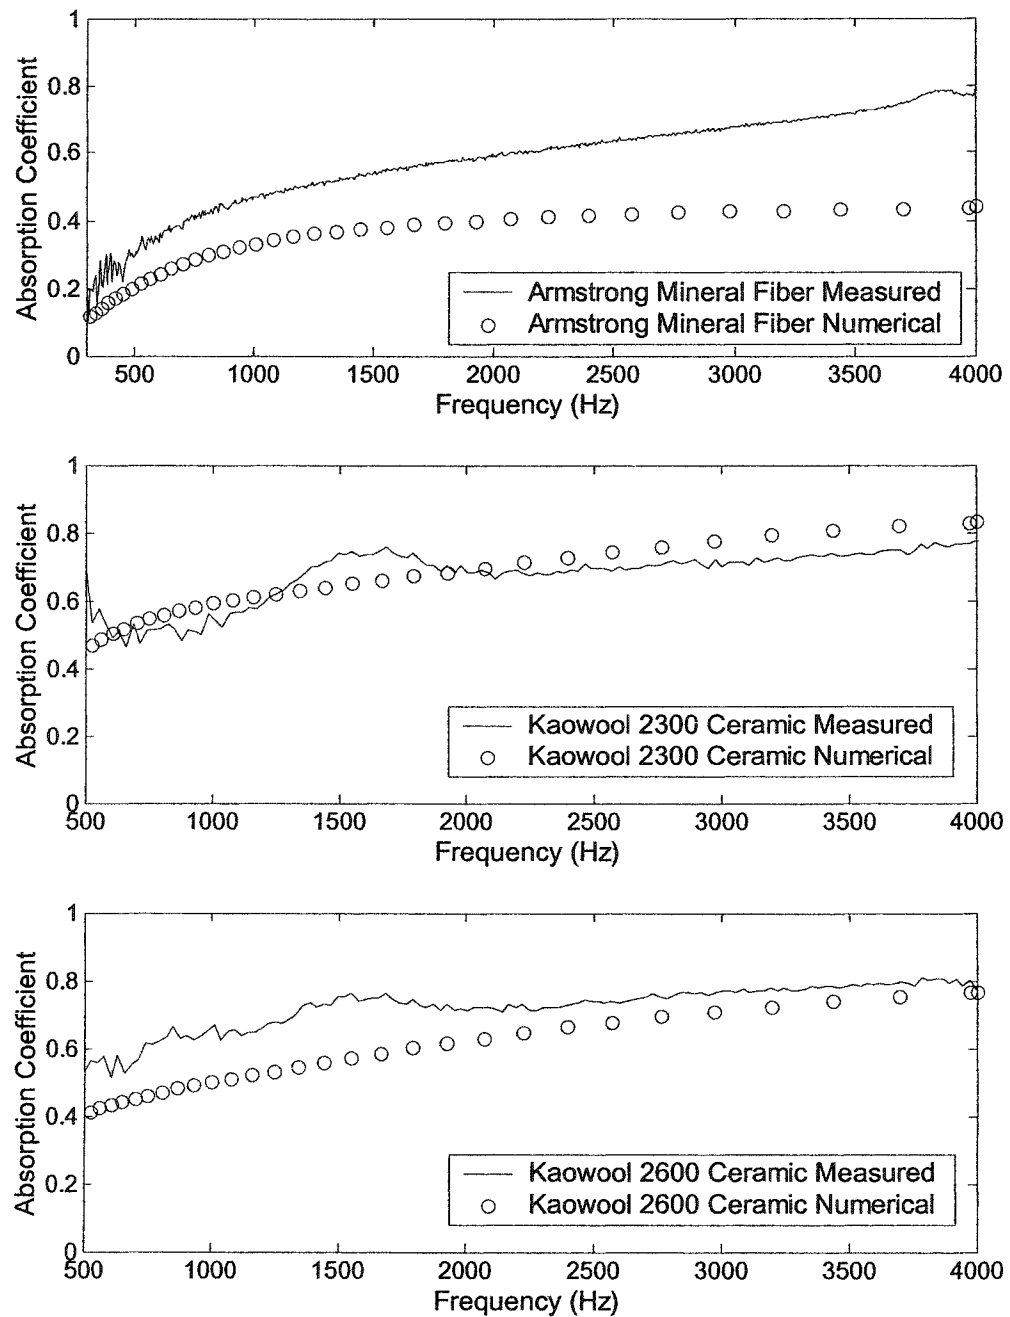 1
0.8
0.6
0.4
0.2
0
Absorption Coefficient
Armstrong Mineral Fiber Measured
Armstrong Mineral Fiber Numerical
500 1000 1500 2000 2500 3000 3500 4000
Frequency (Hz)
1
0.8
0.6
0.4
0.2
0
Absorption Coefficient
Kaowool 2300 Ceramic Measured
Kaowool 2300 Ceramic Numerical
500 1000 1500 2000 2500 3000 3500 4000
Frequency (Hz)
1
0.8
0.6
0.4
0.2
0
Absorption Coefficient
Kaowool 2600 Ceramic Measured
Kaowool 2600 Ceramic Numerical
500 1000 1500 2000 2500 3000 3500 4000
Frequency (Hz)